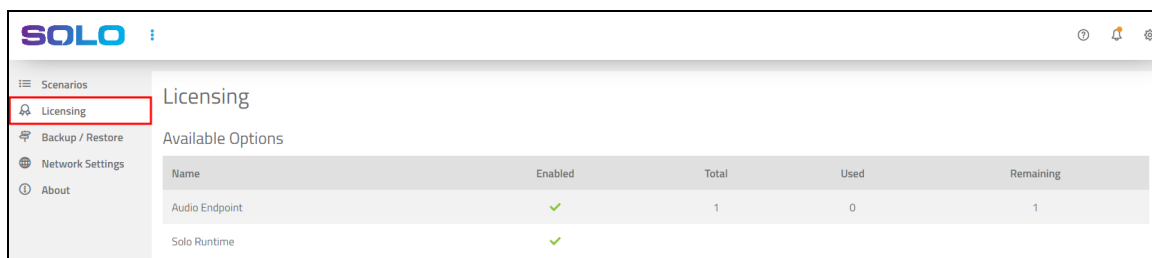 SOLO
Scenarios
Licensing
Backup / Restore
Network Settings
About
Licensing
Available Options
Name Enabled Total Used Remaining
Audio Endpoint 1 0 1
Solo Runtime